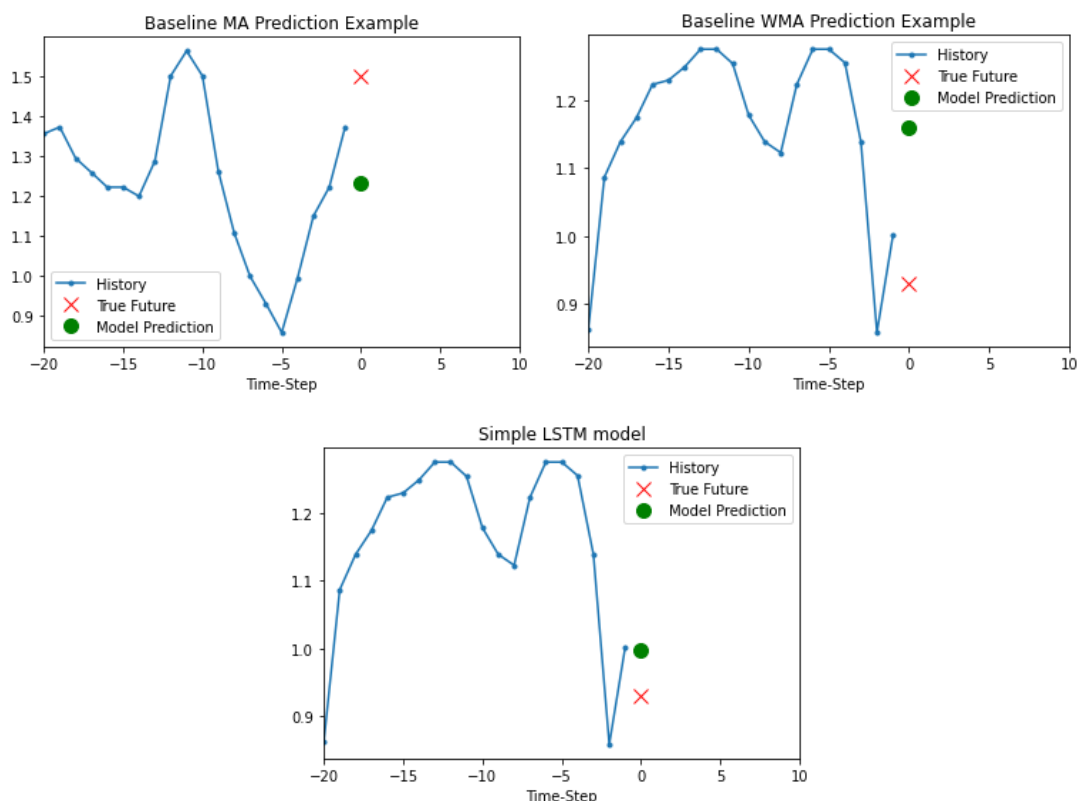 Baseline MA Prediction Example
1.5
1.4
1.3
1.2
1.1
1.0
0.9
History
True Future
Model Prediction
−20 −15 −10 −5 0 5 10
Time-Step
Baseline WMA Prediction Example
1.2
1.1
1.0
0.9
History
True Future
Model Prediction
−20 −15 −10 −5 0 5 10
Time-Step
Simple LSTM model
1.2
1.1
1.0
0.9
History
True Future
Model Prediction
−20 −15 −10 −5 0 5 10
Time-Step